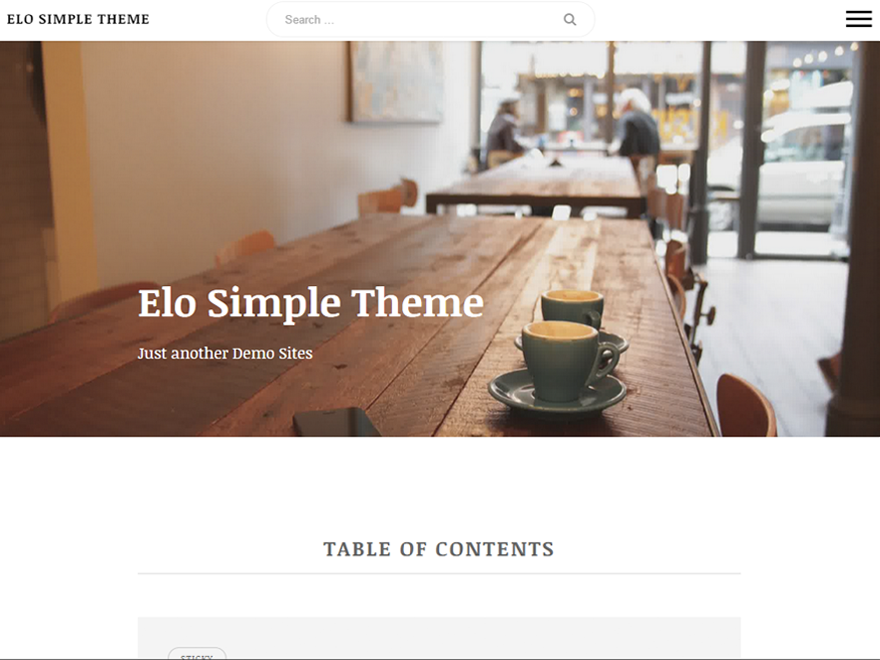 ELO SIMPLE THEME
Search ...
Elo Simple Theme
Just another Demo Sites
TABLE OF CONTENTS
STICKY